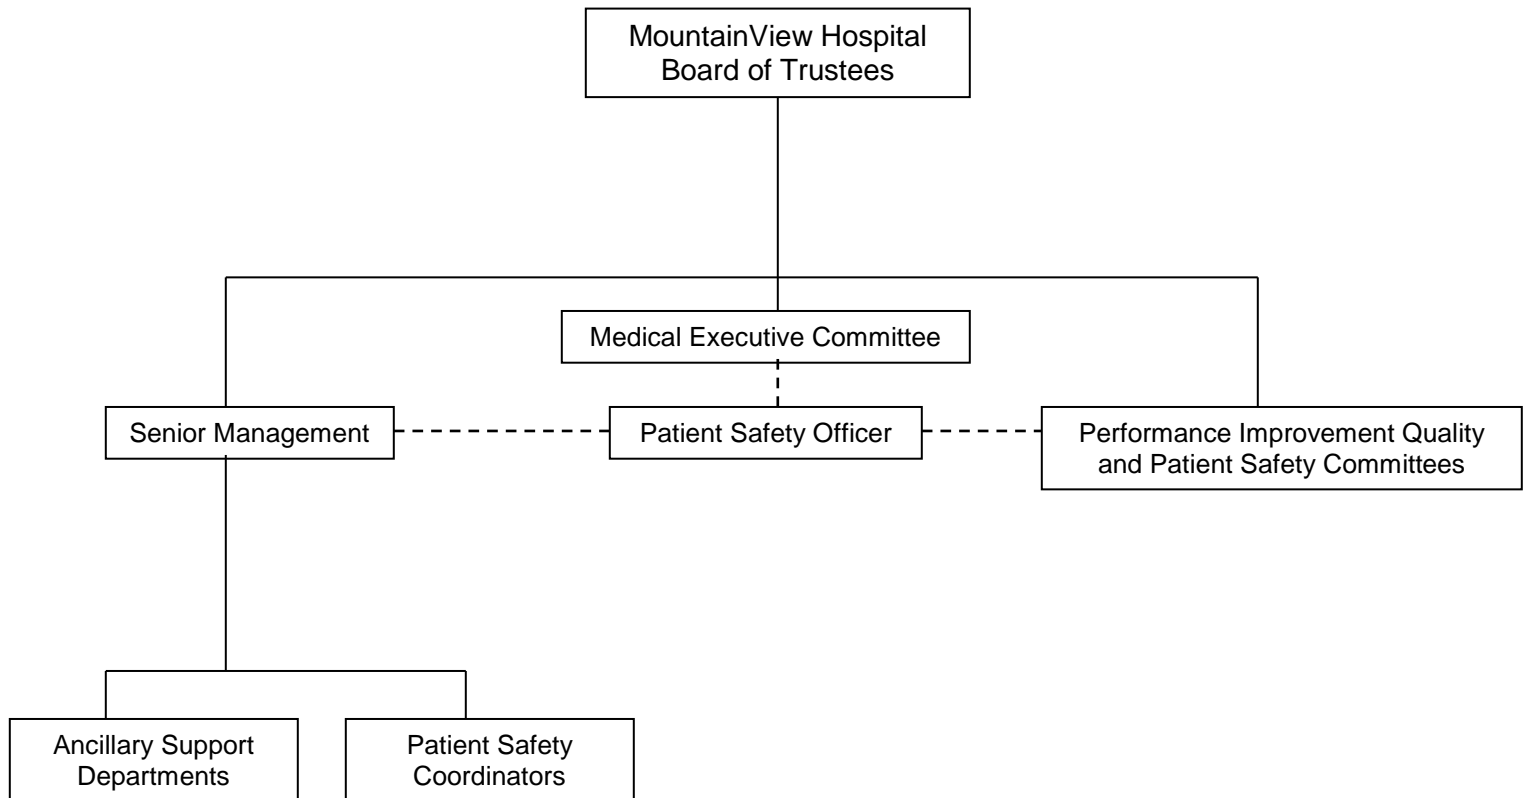 MountainView Hospital
Board of Trustees
Medical Executive Committee
Senior Management
Patient Safety Officer
Performance Improvement Quality
and Patient Safety Committees
Ancillary Support
Departments
Patient Safety
Coordinators